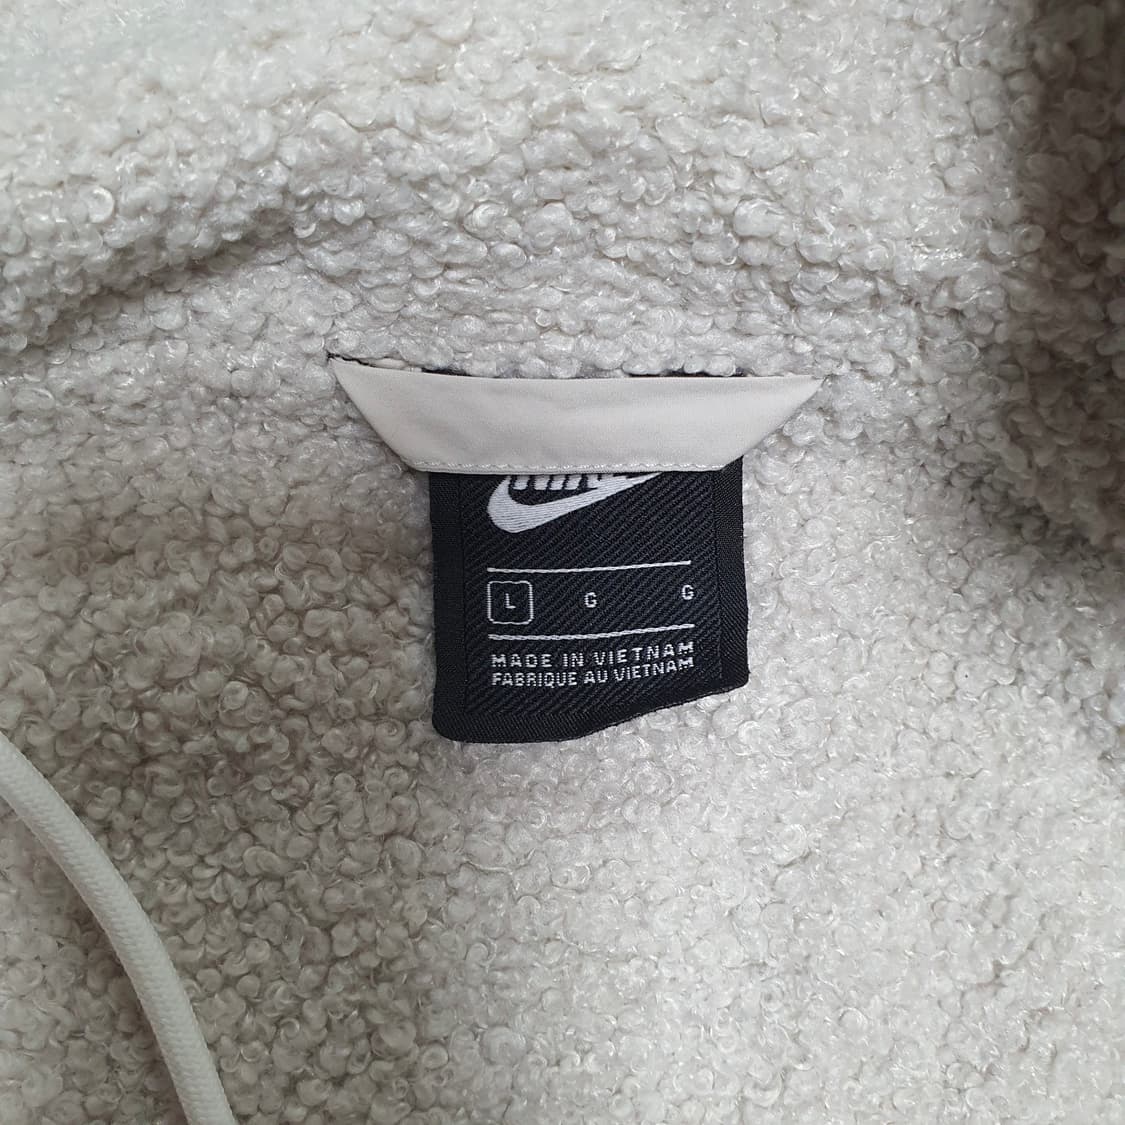 L G G
MADE IN VIETNAM
FABRIQUE AU VIETNAM